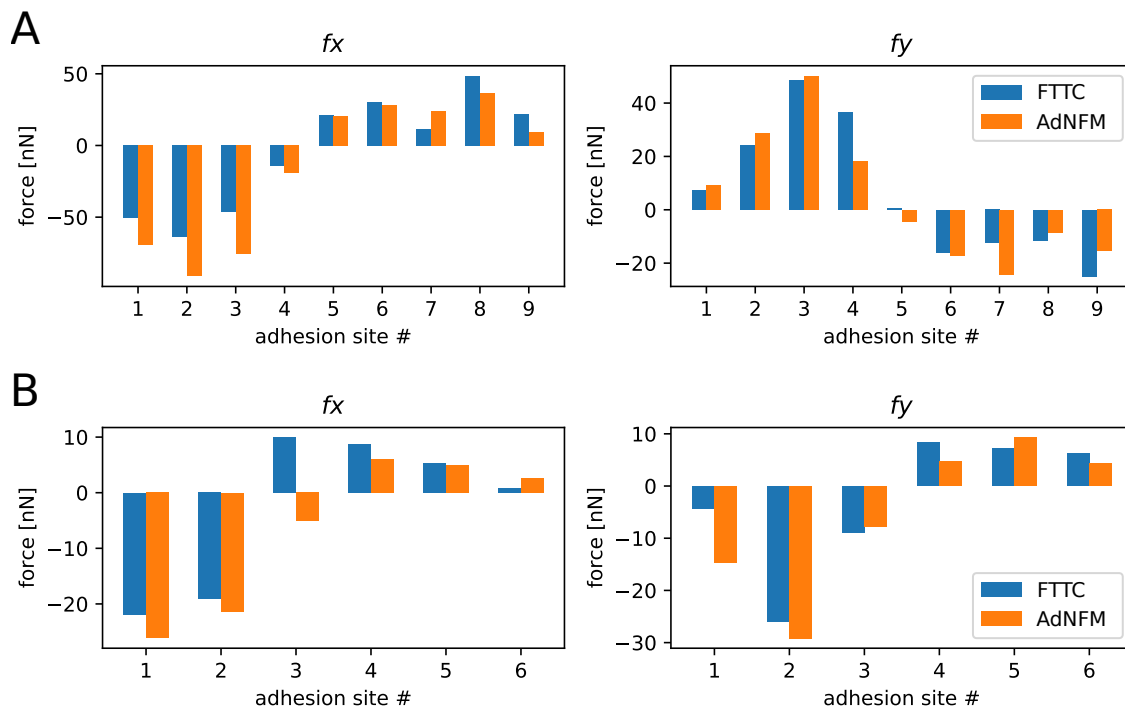 A
fx
fy
50
0
−50
force [nN]
1 2 3 4 5 6 7 8 9
adhesion site #
40
20
0
−20
force [nN]
FTTC
AdNFM
1 2 3 4 5 6 7 8 9
adhesion site #
B
fx
fy
10
0
−10
−20
force [nN]
1 2 3 4 5 6
adhesion site #
10
0
−10
−20
−30
force [nN]
FTTC
AdNFM
1 2 3 4 5 6
adhesion site #